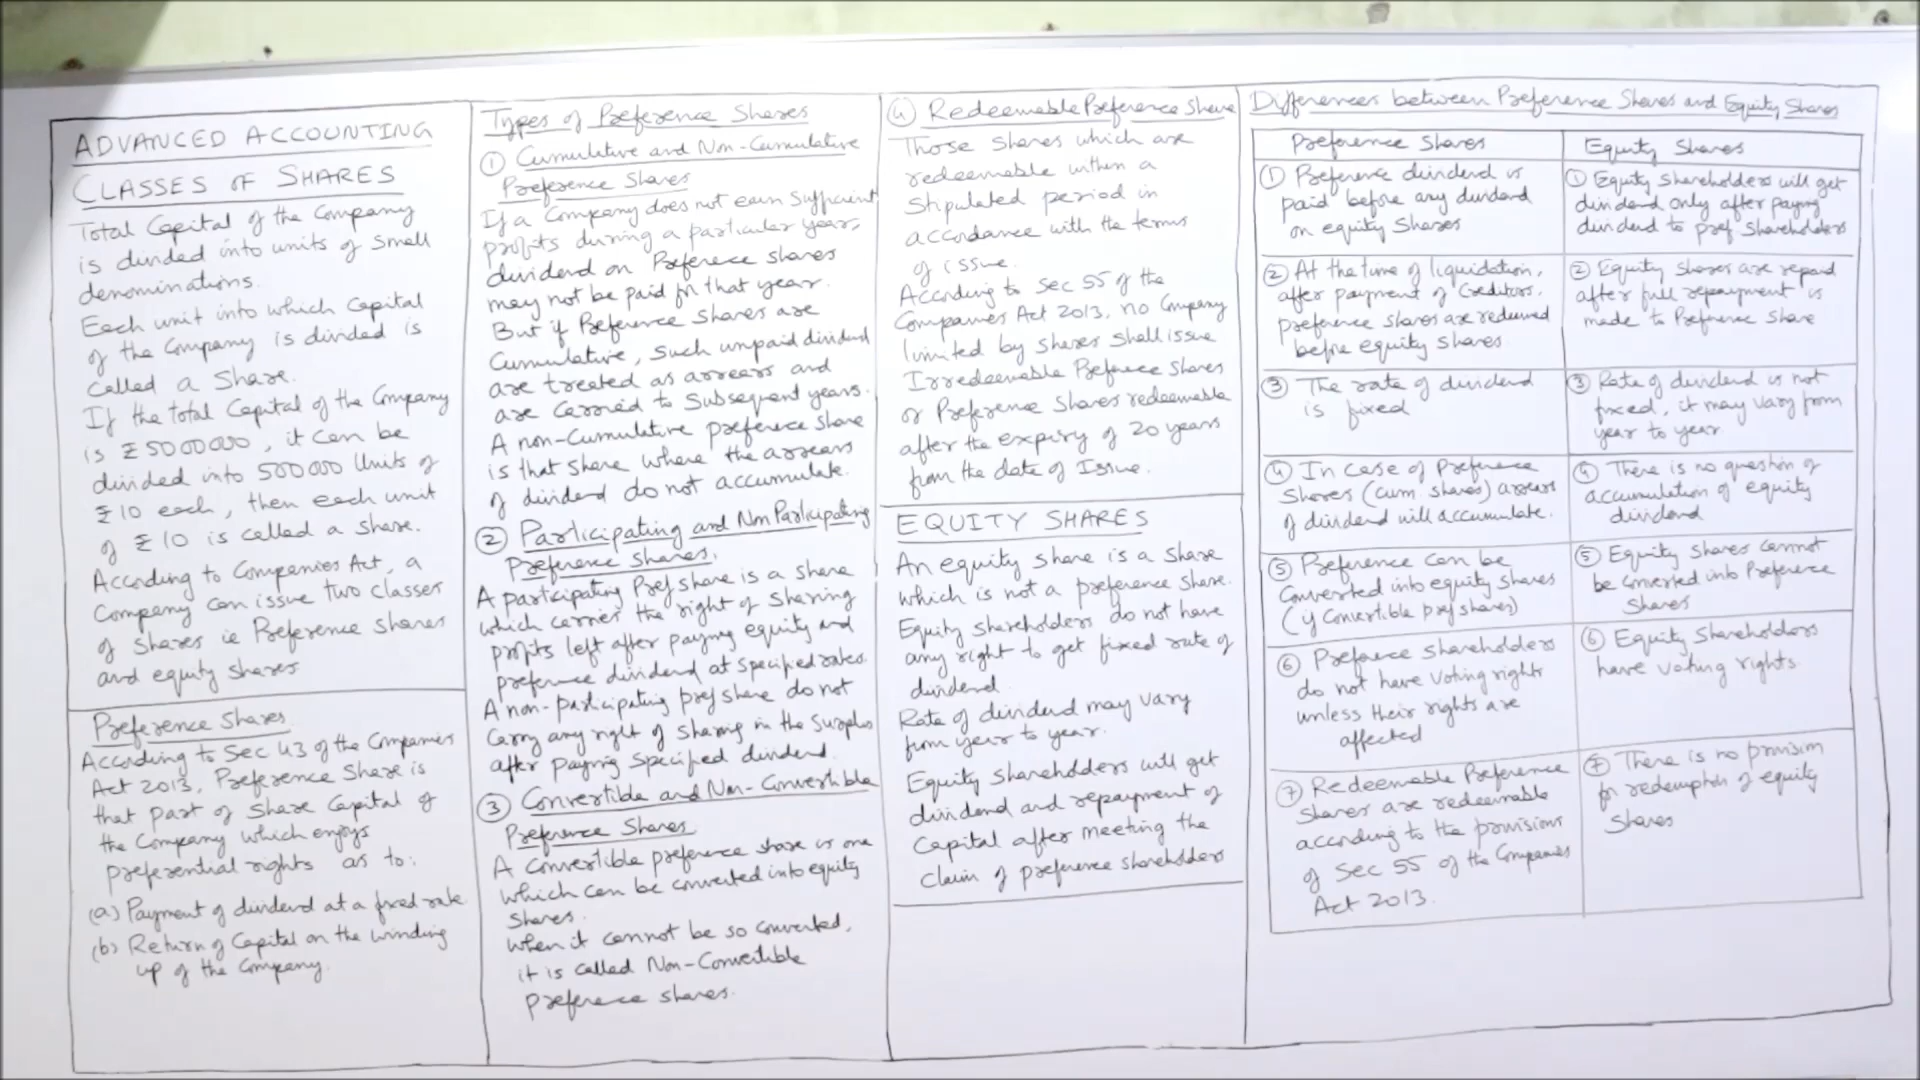 ADVANCED ACCOUNTING
CLASSES OF SHARES
Total Capital of the Company
is divided into units of small
denominations.
Each unit into which capital
of the Company is divided is
called a Share.
If the total Capital of the Company
is ₹ 5000000, it can be
divided into 500000 Units of
₹ 10 each, then each unit
of ₹ 10 is called a share.
According to Companies Act, a
Company can issue two classes
of shares ie Preference shares
and equity shares
Preference Shares
According to Sec 43 of the Companies
Act 2013, Preference Share is
that part of Share Capital of
the Company which enjoys
preferential rights as to:
(a) Payment of dividend at a fixed rate
(b) Return of Capital on the winding
up of the Company.
Types of Preference Shares
① Cumulative and Non-Cumulative
Preference Shares
If a Company does not earn sufficient
profits during a particular year,
dividend on Preference shares
may not be paid for that year.
But if Preference Shares are
Cumulative, such unpaid dividend
are treated as arrears and
are carried to subsequent years.
A non-Cumulative preference share
is that share where the arrears
of dividend do not accumulate.
② Participating and Non Participating
Preference Shares.
A participating Pref share is a share
which carries the right of sharing
profits left after paying equity and
preference dividend at specified rates.
A non-participating pref share do not
carry any right of sharing in the surplus
after paying specified dividend.
③ Convertible and Non-Convertible
Preference Shares
A Convertible preference share is one
which can be converted into equity
shares.
When it cannot be so converted,
it is called Non-Convertible
preference shares.
④ Redeemable Preference Share
Those shares which are
redeemable within a
stipulated period in
accordance with the terms
of issue.
According to Sec 55 of the
Companies Act 2013, no Company
limited by shares shall issue
Irredeemable Preference Shares
or Preference Shares redeemable
after the expiry of 20 years
from the date of Issue.
EQUITY SHARES
An equity share is a share
which is not a preference share.
Equity shareholders do not have
any right to get fixed rate of
dividend.
Rate of dividend may vary
from year to year.
Equity shareholders will get
dividend and repayment of
Capital after meeting the
claim of preference shareholders
Differences between Preference Shares and Equity Shares
Preference Shares
① Preference dividend is
paid before any dividend
on equity Shares
② At the time of liquidation,
after payment of Creditors,
preference shares are redeemed
before equity shares
③ The rate of dividend
is fixed
④ In case of Preference
Shares (cum. shares) arrears
of dividend will accumulate.
⑤ Preference can be
Converted into equity shares
(if Convertible pref shares)
⑥ Preference shareholders
do not have voting rights
unless their rights are
affected
⑦ Redeemable Preference
Shares are redeemable
according to the provisions
of Sec 55 of the Companies
Act 2013.
Equity Shares
① Equity shareholders will get
dividend only after paying
dividend to pref Shareholders
② Equity shares are repaid
after full repayment is
made to Preference share
③ Rate of dividend is not
fixed, it may vary from
year to year
④ There is no question of
accumulation of equity
dividend
⑤ Equity Shares cannot
be converted into Preference
Shares
⑥ Equity Shareholders
have voting rights
⑦ There is no provision
for redemption of equity
Shares